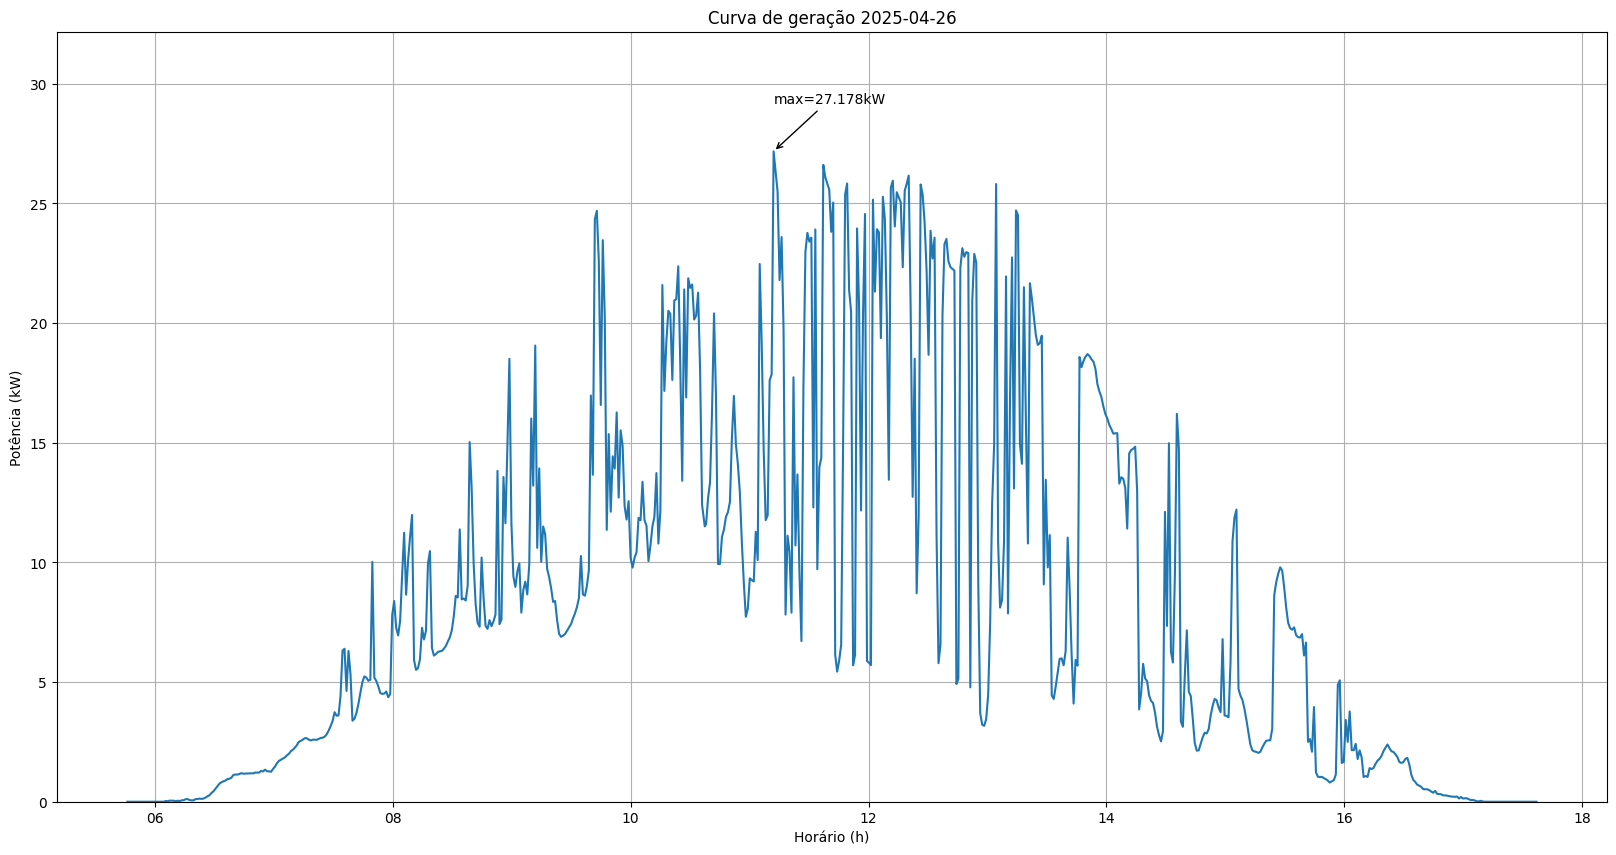 Curva de geração 2025-04-26
max=27.178kW
Potência (kW)
30
25
20
15
10
5
0
06 08 10 12 14 16 18
Horário (h)